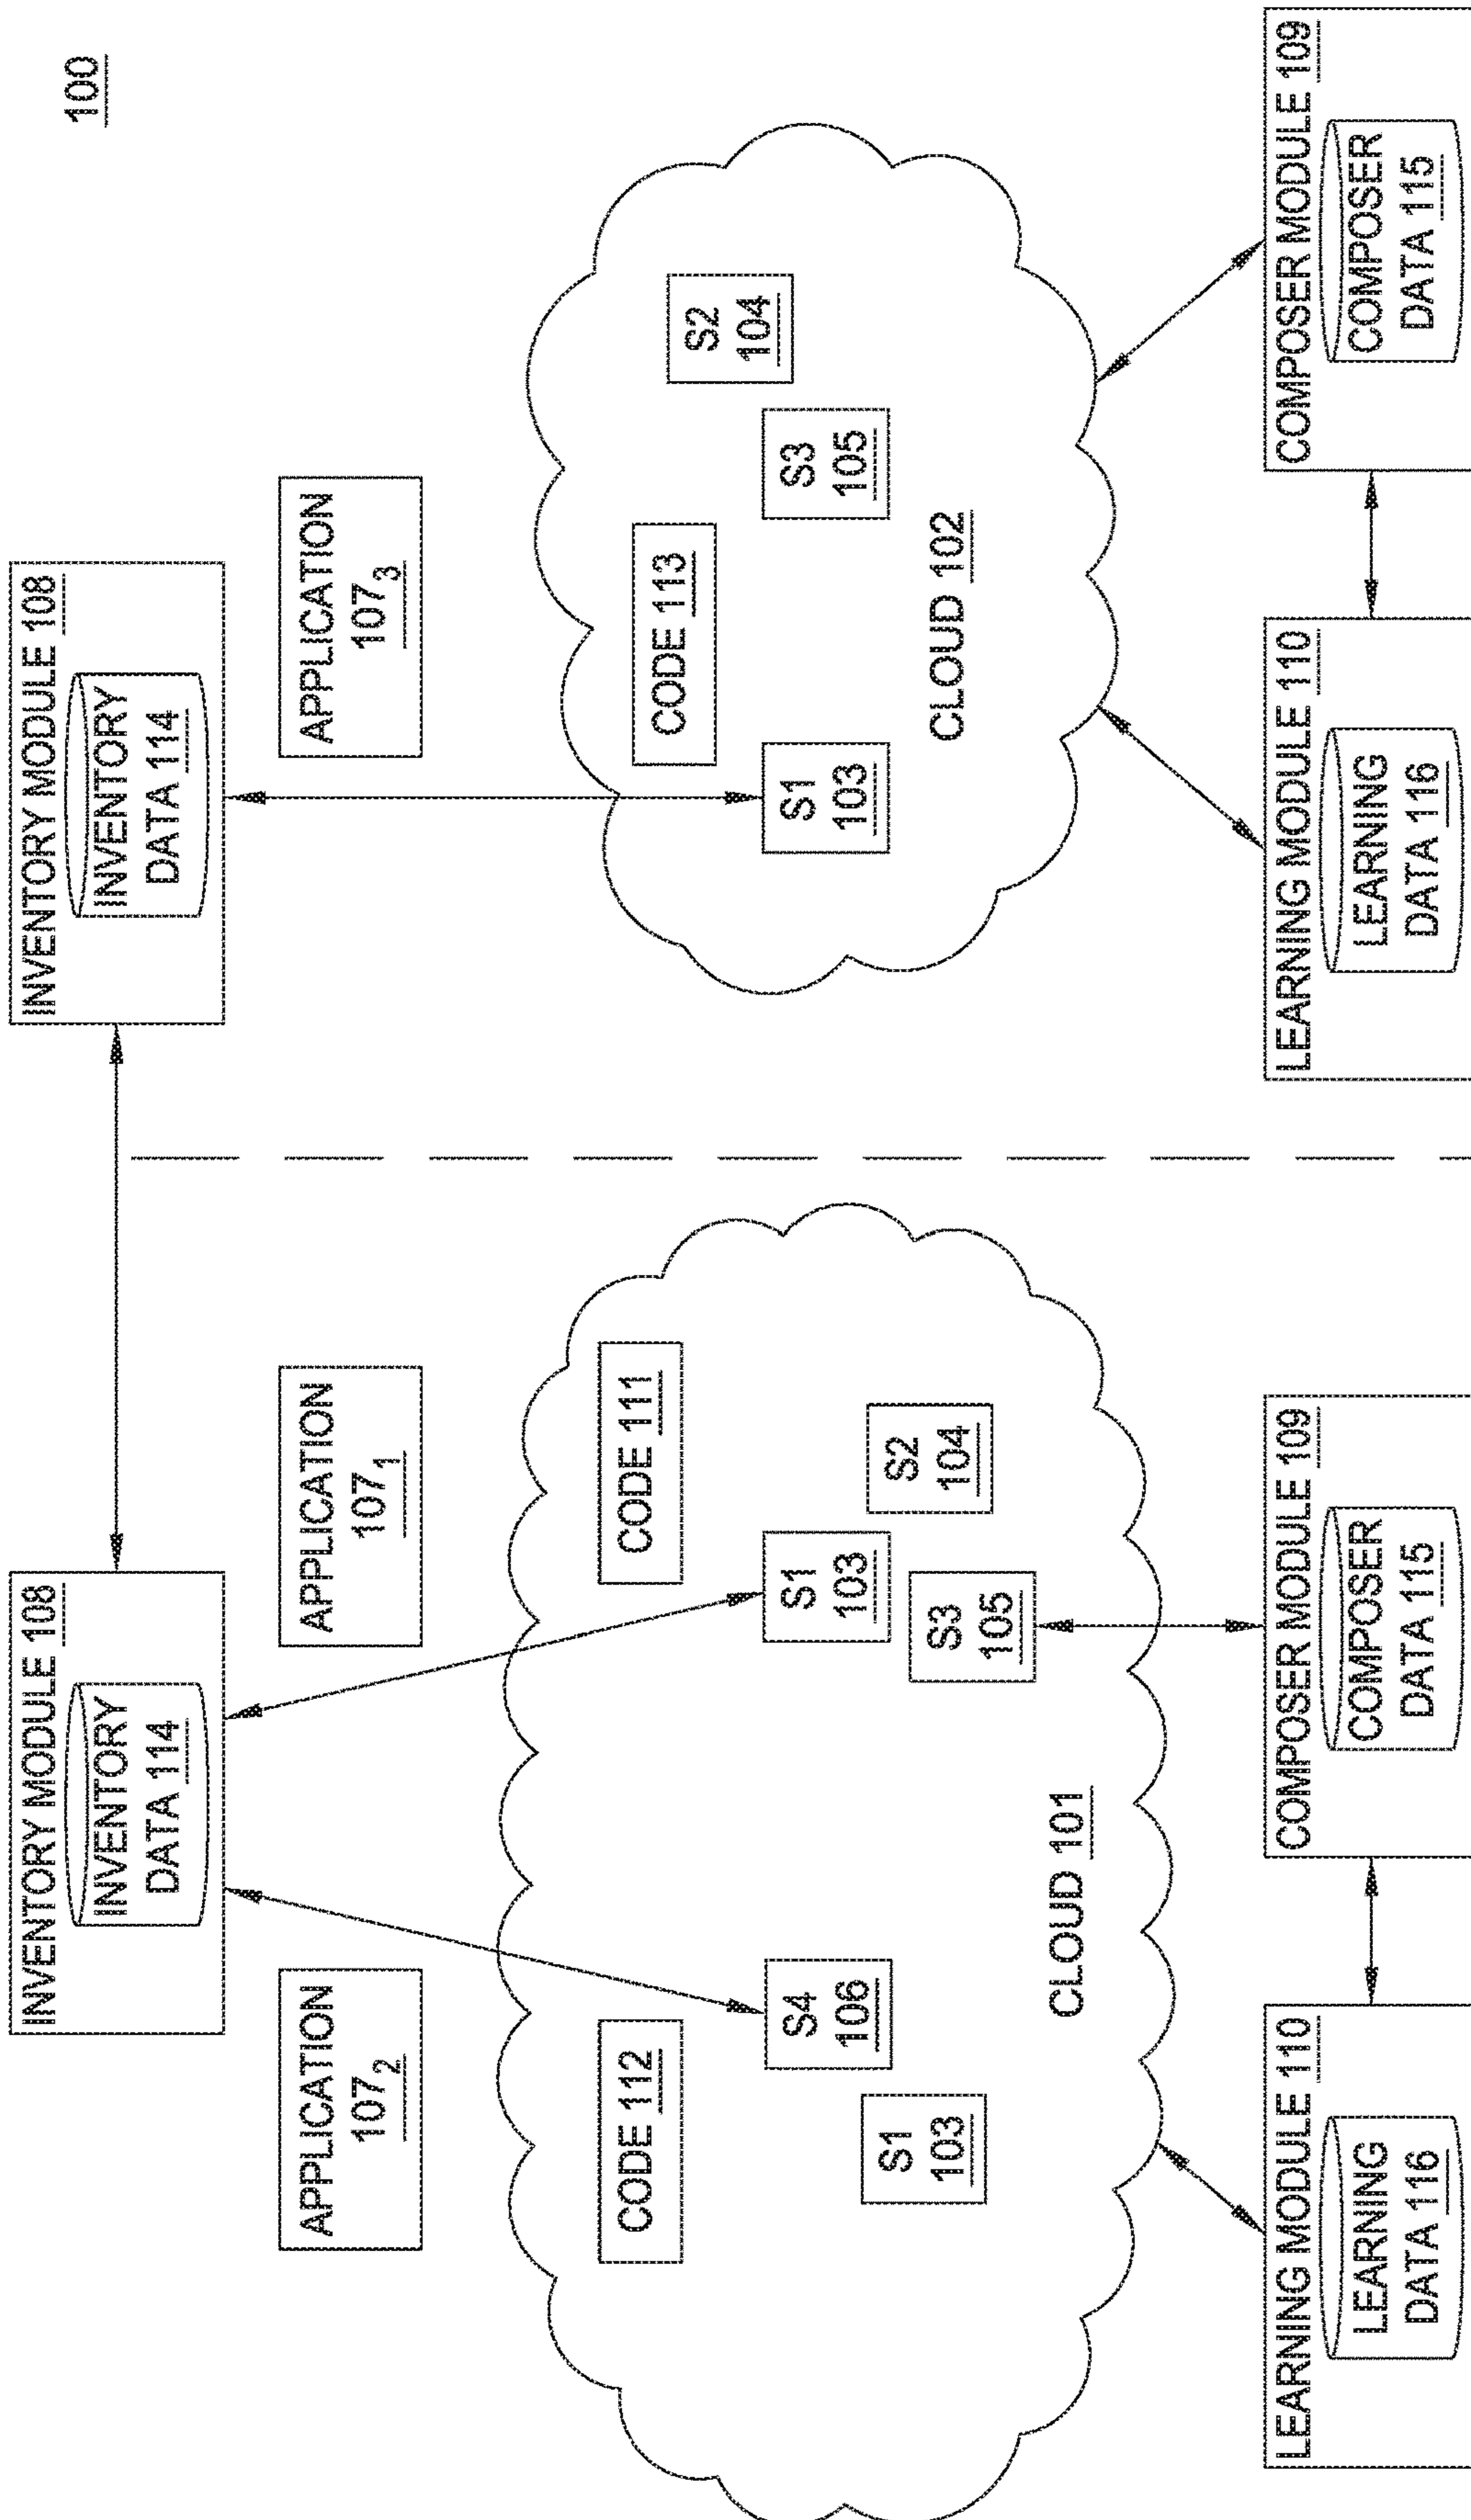 100
INVENTORY MODULE 108
INVENTORY
DATA 114
INVENTORY MODULE 108
INVENTORY
DATA 114
APPLICATION
107₂
APPLICATION
107₁
APPLICATION
107₃
CODE 112
CODE 111
CODE 113
S4
106
S1
103
S1
103
S2
104
S3
105
CLOUD 101
S1
103
S3
105
S2
104
CLOUD 102
LEARNING MODULE 110
LEARNING
DATA 116
COMPOSER MODULE 109
COMPOSER
DATA 115
LEARNING MODULE 110
LEARNING
DATA 116
COMPOSER MODULE 109
COMPOSER
DATA 115